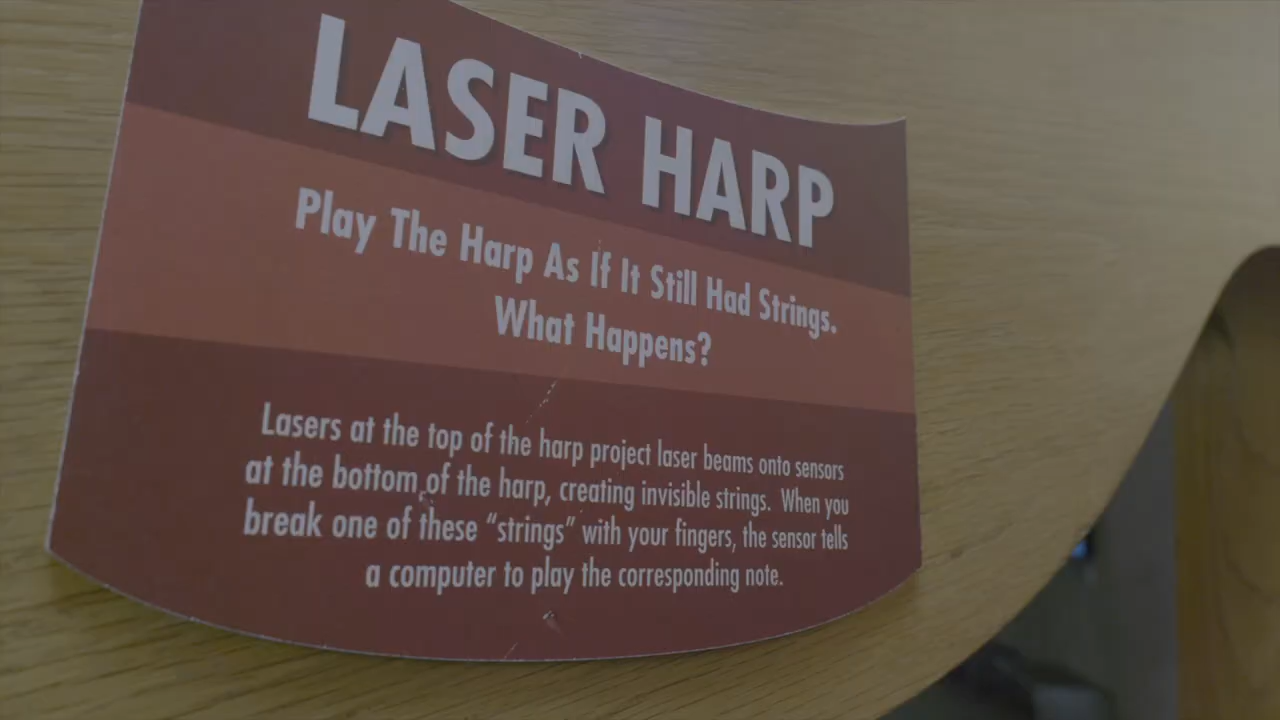 LASER HARP
Play The Harp As If It Still Had Strings.
What Happens?
Lasers at the top of the harp project laser beams onto sensors
at the bottom of the harp, creating invisible strings. When you
break one of these “strings” with your fingers, the sensor tells
a computer to play the corresponding note.